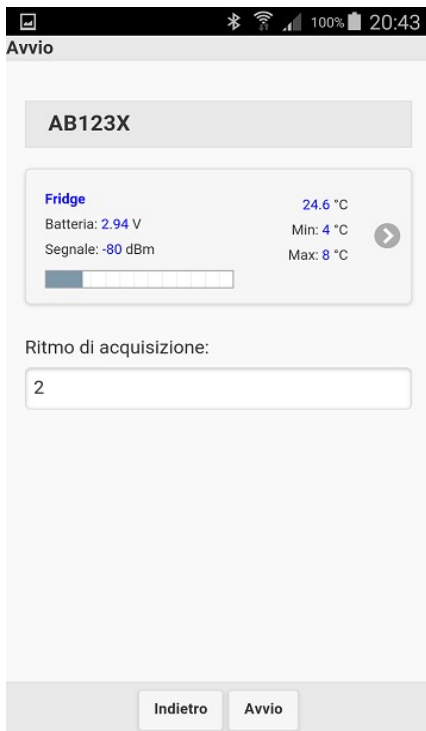 100% 20:43
Avvio
AB123X
Fridge
24.6 °C
Batteria: 2.94 V
Min: 4 °C
Segnale: -80 dBm
Max: 8 °C
Ritmo di acquisizione:
2
Indietro Avvio